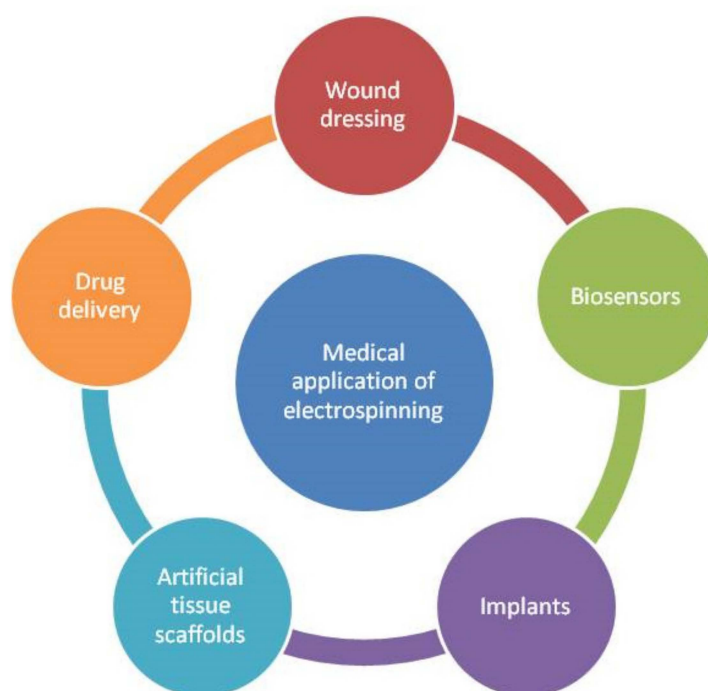 Wound
dressing
Drug
delivery
Biosensors
Medical
application of
electrospinning
Artificial
tissue
scaffolds
Implants